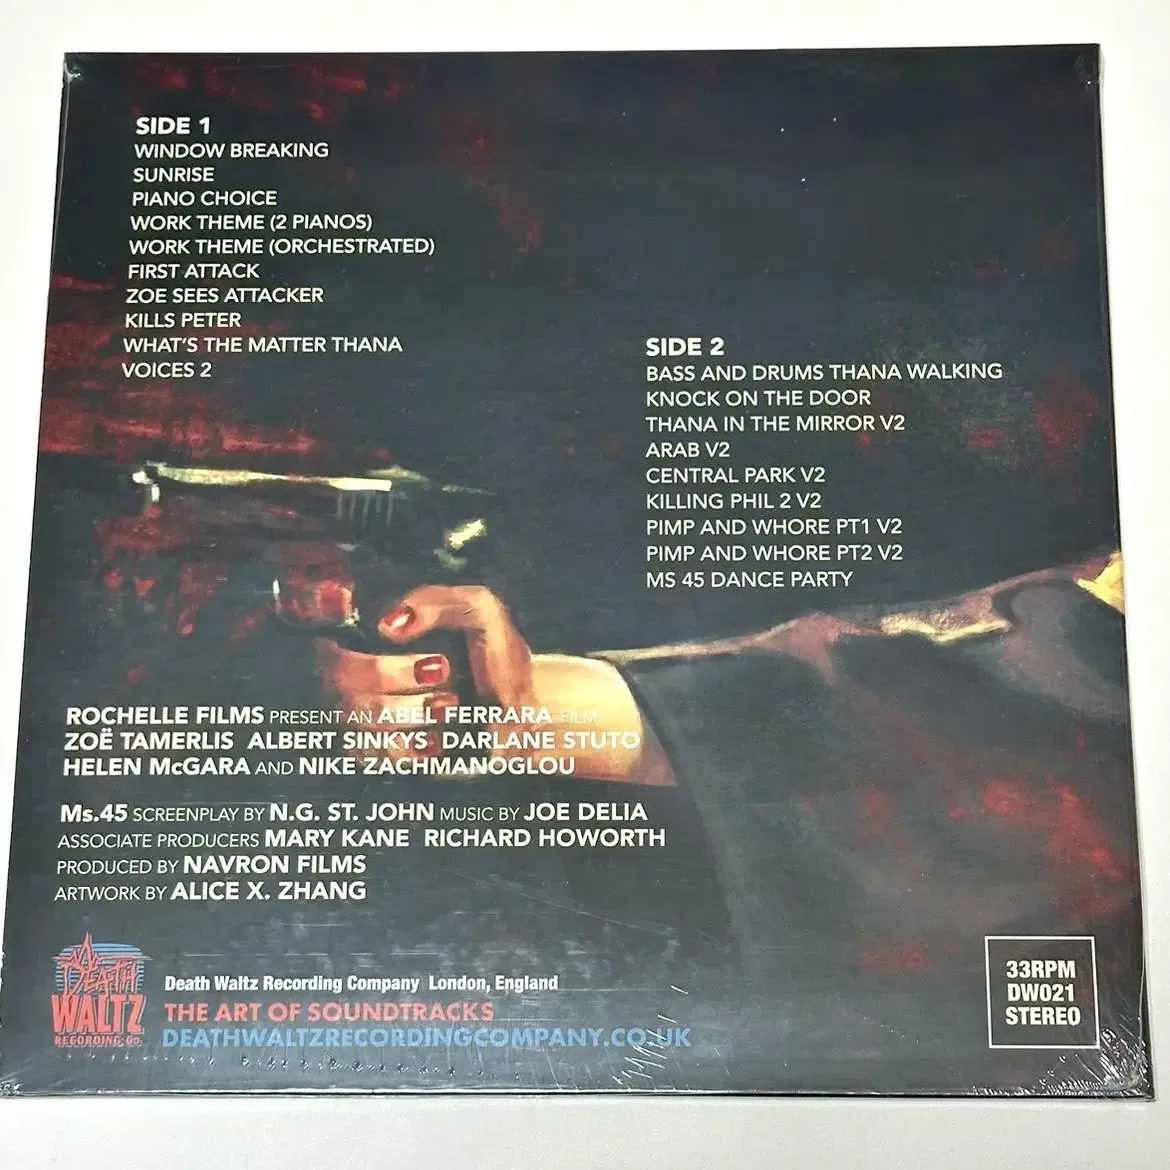 SIDE 1
WINDOW BREAKING
SUNRISE
PIANO CHOICE
WORK THEME (2 PIANOS)
WORK THEME (ORCHESTRATED)
FIRST ATTACK
ZOE SEES ATTACKER
KILLS PETER
WHAT'S THE MATTER THANA
VOICES 2
SIDE 2
BASS AND DRUMS THANA WALKING
KNOCK ON THE DOOR
THANA IN THE MIRROR V2
ARAB V2
CENTRAL PARK V2
KILLING PHIL 2 V2
PIMP AND WHORE PT1 V2
PIMP AND WHORE PT2 V2
MS 45 DANCE PARTY
ROCHELLE FILMS PRESENT AN ABEL FERRARA FILM
ZOË TAMERLIS ALBERT SINKYS DARLANE STUTO
HELEN McGARA AND NIKE ZACHMANOGLOU
Ms.45 SCREENPLAY BY N.G. ST. JOHN MUSIC BY JOE DELIA
ASSOCIATE PRODUCERS MARY KANE RICHARD HOWORTH
PRODUCED BY NAVRON FILMS
ARTWORK BY ALICE X. ZHANG
DEATH
WALTZ
RECORDING Co.
Death Waltz Recording Company London, England
THE ART OF SOUNDTRACKS
DEATHWALTZRECORDINGCOMPANY.CO.UK
33RPM
DW021
STEREO